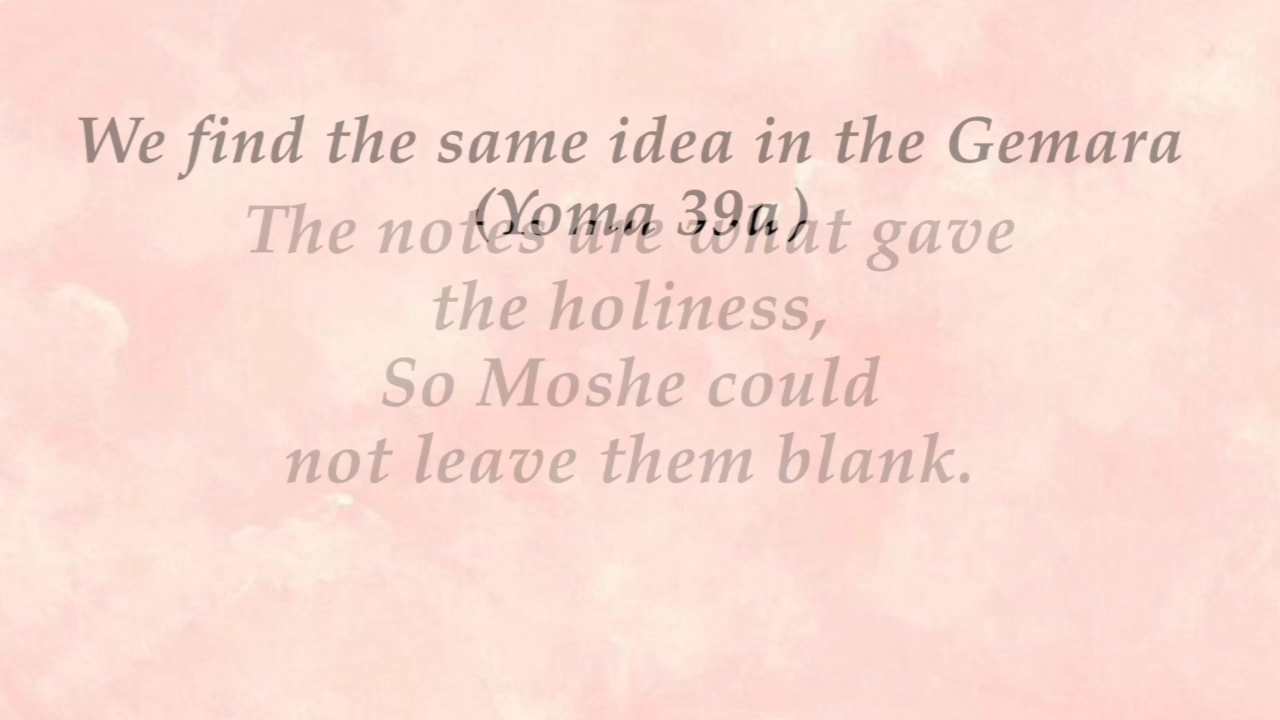 We find the same idea in the Gemara
(Yoma 39a)
The notes are what gave
the holiness,
So Moshe could
not leave them blank.